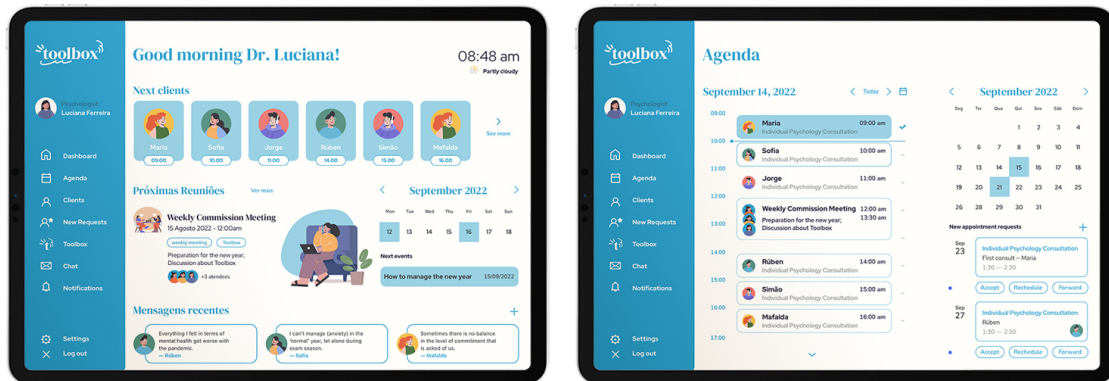 toolbox
Psychologist
Luciana Ferreira
Dashboard
Agenda
Clients
New Requests
Toolbox
Chat
Notifications
Settings
Log out
Good morning Dr. Luciana!
08:48 am
Partly cloudy
Next clients
Maria
09:00
Sofia
10:00
Jorge
11:00
Rúben
14:00
Simão
15:00
Mafalda
16:00
See more
Próximas Reuniões
Ver mais
Weekly Commission Meeting
15 Agosto 2022 - 12:00am
weekly meeting
Toolbox
Preparation for the new year;
Discussion about Toolbox
+3 atendees
September 2022
Mon Tue Wed Thu Fri Sat Sun
12 13 14 15 16 17 18
Next events
How to manage the new year 15/09/2022
Mensagens recentes
Everything I felt in terms of
mental health got worse with
the pandemic.
— Rúben
I can't manage (anxiety) in the
"normal" year, let alone during
exam season.
— Sofia
Sometimes there is no balance
in the level of commitment that
is asked of us.
— Mafalda
toolbox
Psychologist
Luciana Ferreira
Dashboard
Agenda
Clients
New Requests
Toolbox
Chat
Notifications
Settings
Log out
Agenda
September 14, 2022
Today
09:00
10:00
11:00
12:00
13:00
14:00
15:00
16:00
17:00
Maria 09:00 am
Individual Psychology Consultation
Sofia 10:00 am
Individual Psychology Consultation
Jorge 11:00 am
Individual Psychology Consultation
Weekly Commission Meeting 12:00 am
Preparation for the new year; 13:30 am
Discussion about Toolbox
Rúben 14:00 am
Individual Psychology Consultation
Simão 15:00 am
Individual Psychology Consultation
Mafalda 16:00 am
Individual Psychology Consultation
September 2022
Seg Ter Qua Qui Sex Sáb Dom
1 2 3 4
5 6 7 8 9 10 11
12 13 14 15 16 17 18
19 20 21 22 23 24 25
26 28 29 30 31
New appointment requests
Sep
23
Individual Psychology Consultation
First consult – Maria
1:30 — 2:30
Accept
Rechedule
Forward
Sep
27
Individual Psychology Consultation
Rúben
1:30 — 2:30
Accept
Rechedule
Forward